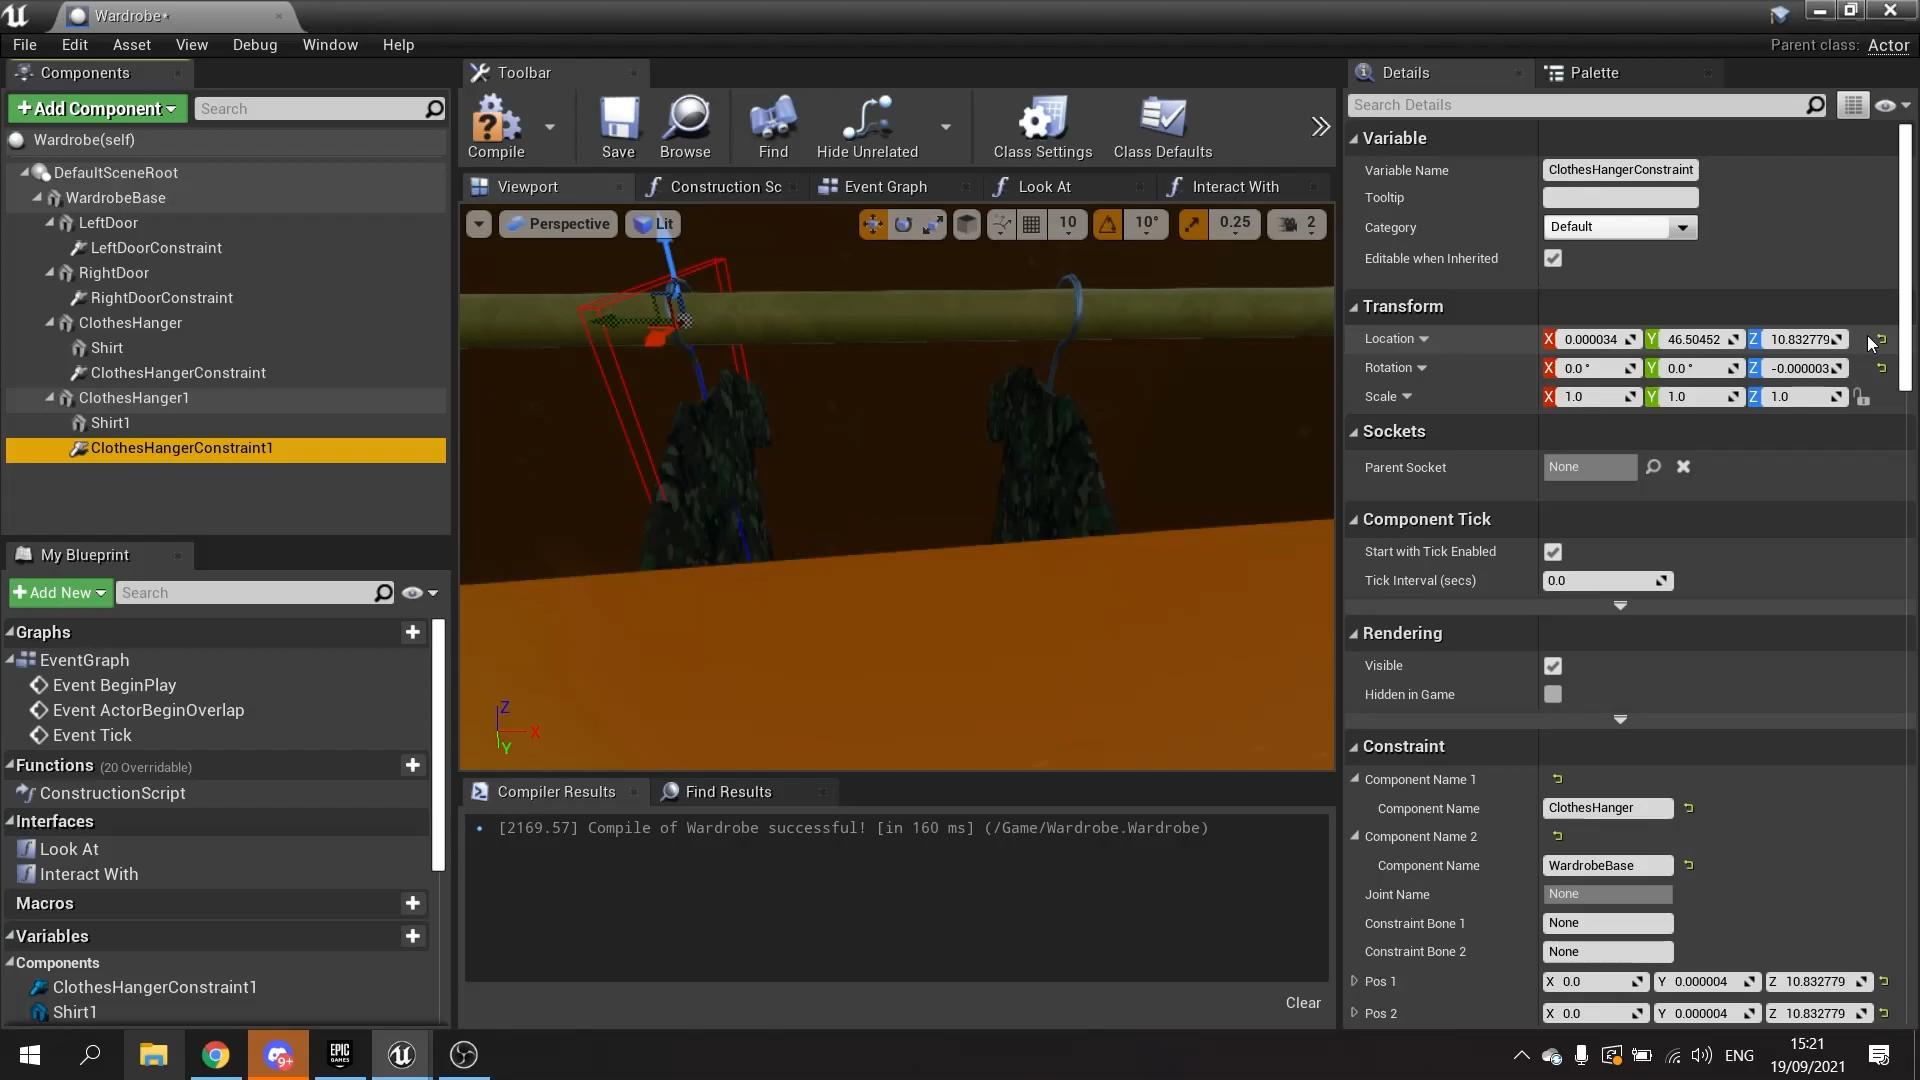 Wardrobe*
File Edit Asset View Debug Window Help
Parent class: Actor
Components
Add Component Search
Wardrobe(self)
DefaultSceneRoot
WardrobeBase
LeftDoor
LeftDoorConstraint
RightDoor
RightDoorConstraint
ClothesHanger
Shirt
ClothesHangerConstraint
ClothesHanger1
Shirt1
ClothesHangerConstraint1
My Blueprint
Add New Search
Graphs
EventGraph
Event BeginPlay
Event ActorBeginOverlap
Event Tick
Functions (20 Overridable)
ConstructionScript
Interfaces
Look At
Interact With
Macros
Variables
Components
ClothesHangerConstraint1
Shirt1
Toolbar
Compile Save Browse Find Hide Unrelated Class Settings Class Defaults
Viewport Construction Sc Event Graph Look At Interact With
Perspective Lit 10 10° 0.25 2
Z
X
Y
Compiler Results Find Results
[2169.57] Compile of Wardrobe successful! [in 160 ms] (/Game/Wardrobe.Wardrobe)
Clear
Details Palette
Search Details
Variable
Variable Name ClothesHangerConstraint
Tooltip
Category Default
Editable when Inherited
Transform
Location X 0.000034 Y 46.50452 Z 10.832779
Rotation X 0.0 ° Y 0.0 ° Z -0.000003
Scale X 1.0 Y 1.0 Z 1.0
Sockets
Parent Socket None
Component Tick
Start with Tick Enabled
Tick Interval (secs) 0.0
Rendering
Visible
Hidden in Game
Constraint
Component Name 1
Component Name ClothesHanger
Component Name 2
Component Name WardrobeBase
Joint Name None
Constraint Bone 1 None
Constraint Bone 2 None
Pos 1 X 0.0 Y 0.000004 Z 10.832779
Pos 2 X 0.0 Y 0.000004 Z 10.832779
9+
EPIC
GAMES
ENG
15:21
19/09/2021